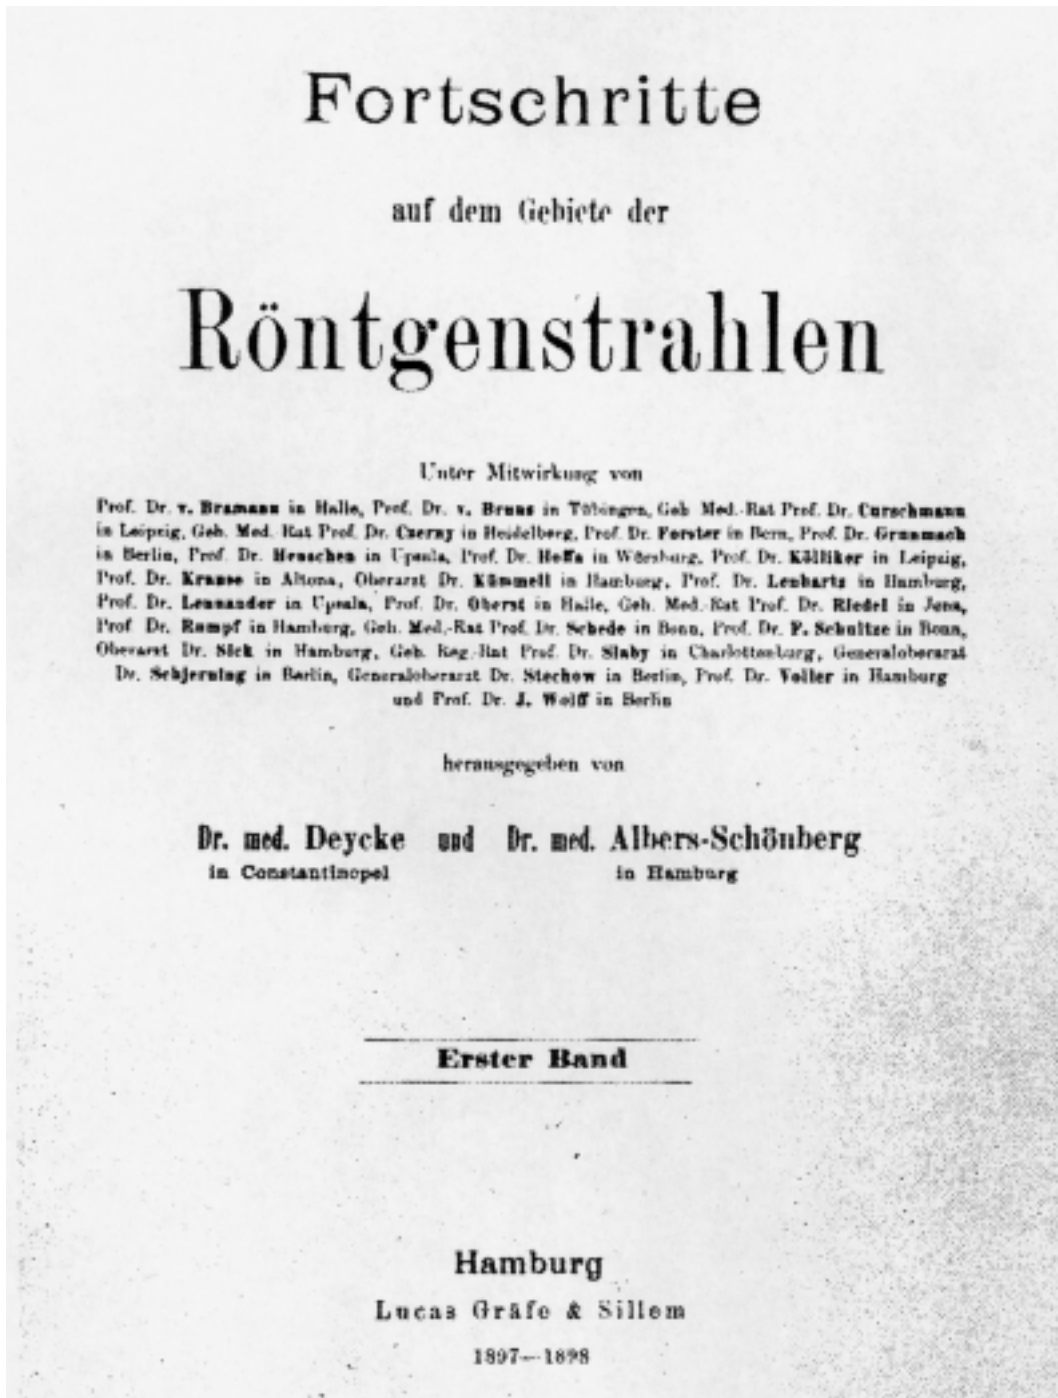 Fortschritte
auf dem Gebiete der
Röntgenstrahlen
Unter Mitwirkung von
Prof. Dr. v. Bramann in Halle, Prof. Dr. v. Bruns in Tübingen, Geh Med.-Rat Prof. Dr. Curschmann
in Leipzig, Geh. Med. Rat Prof. Dr. Czerny in Heidelberg, Prof. Dr. Forster in Bern, Prof. Dr. Grunmach
in Berlin, Prof. Dr. Henschen in Upsala, Prof. Dr. Hoffa in Würzburg, Prof. Dr. Kölliker in Leipzig,
Prof. Dr. Krause in Altona, Oberarzt Dr. Kümmell in Hamburg, Prof. Dr. Lenhartz in Hamburg,
Prof. Dr. Lennander in Upsala, Prof. Dr. Oberst in Halle, Geh. Med.-Rat Prof. Dr. Riedel in Jena,
Prof Dr. Rumpf in Hamburg, Geh. Med.-Rat Prof. Dr. Schede in Bonn, Prof. Dr. F. Schultze in Bonn,
Oberarzt Dr. Sick in Hamburg, Geh. Reg.-Rat Prof. Dr. Slaby in Charlottenburg, Generaloberarzt
Dr. Schjerning in Berlin, Generaloberarzt Dr. Stechow in Berlin, Prof. Dr. Voller in Hamburg
und Prof. Dr. J. Wolff in Berlin
herausgegeben von
Dr. med. Deycke und Dr. med. Albers-Schönberg
in Constantinopel in Hamburg
Erster Band
Hamburg
Lucas Gräfe & Sillem
1897—1898